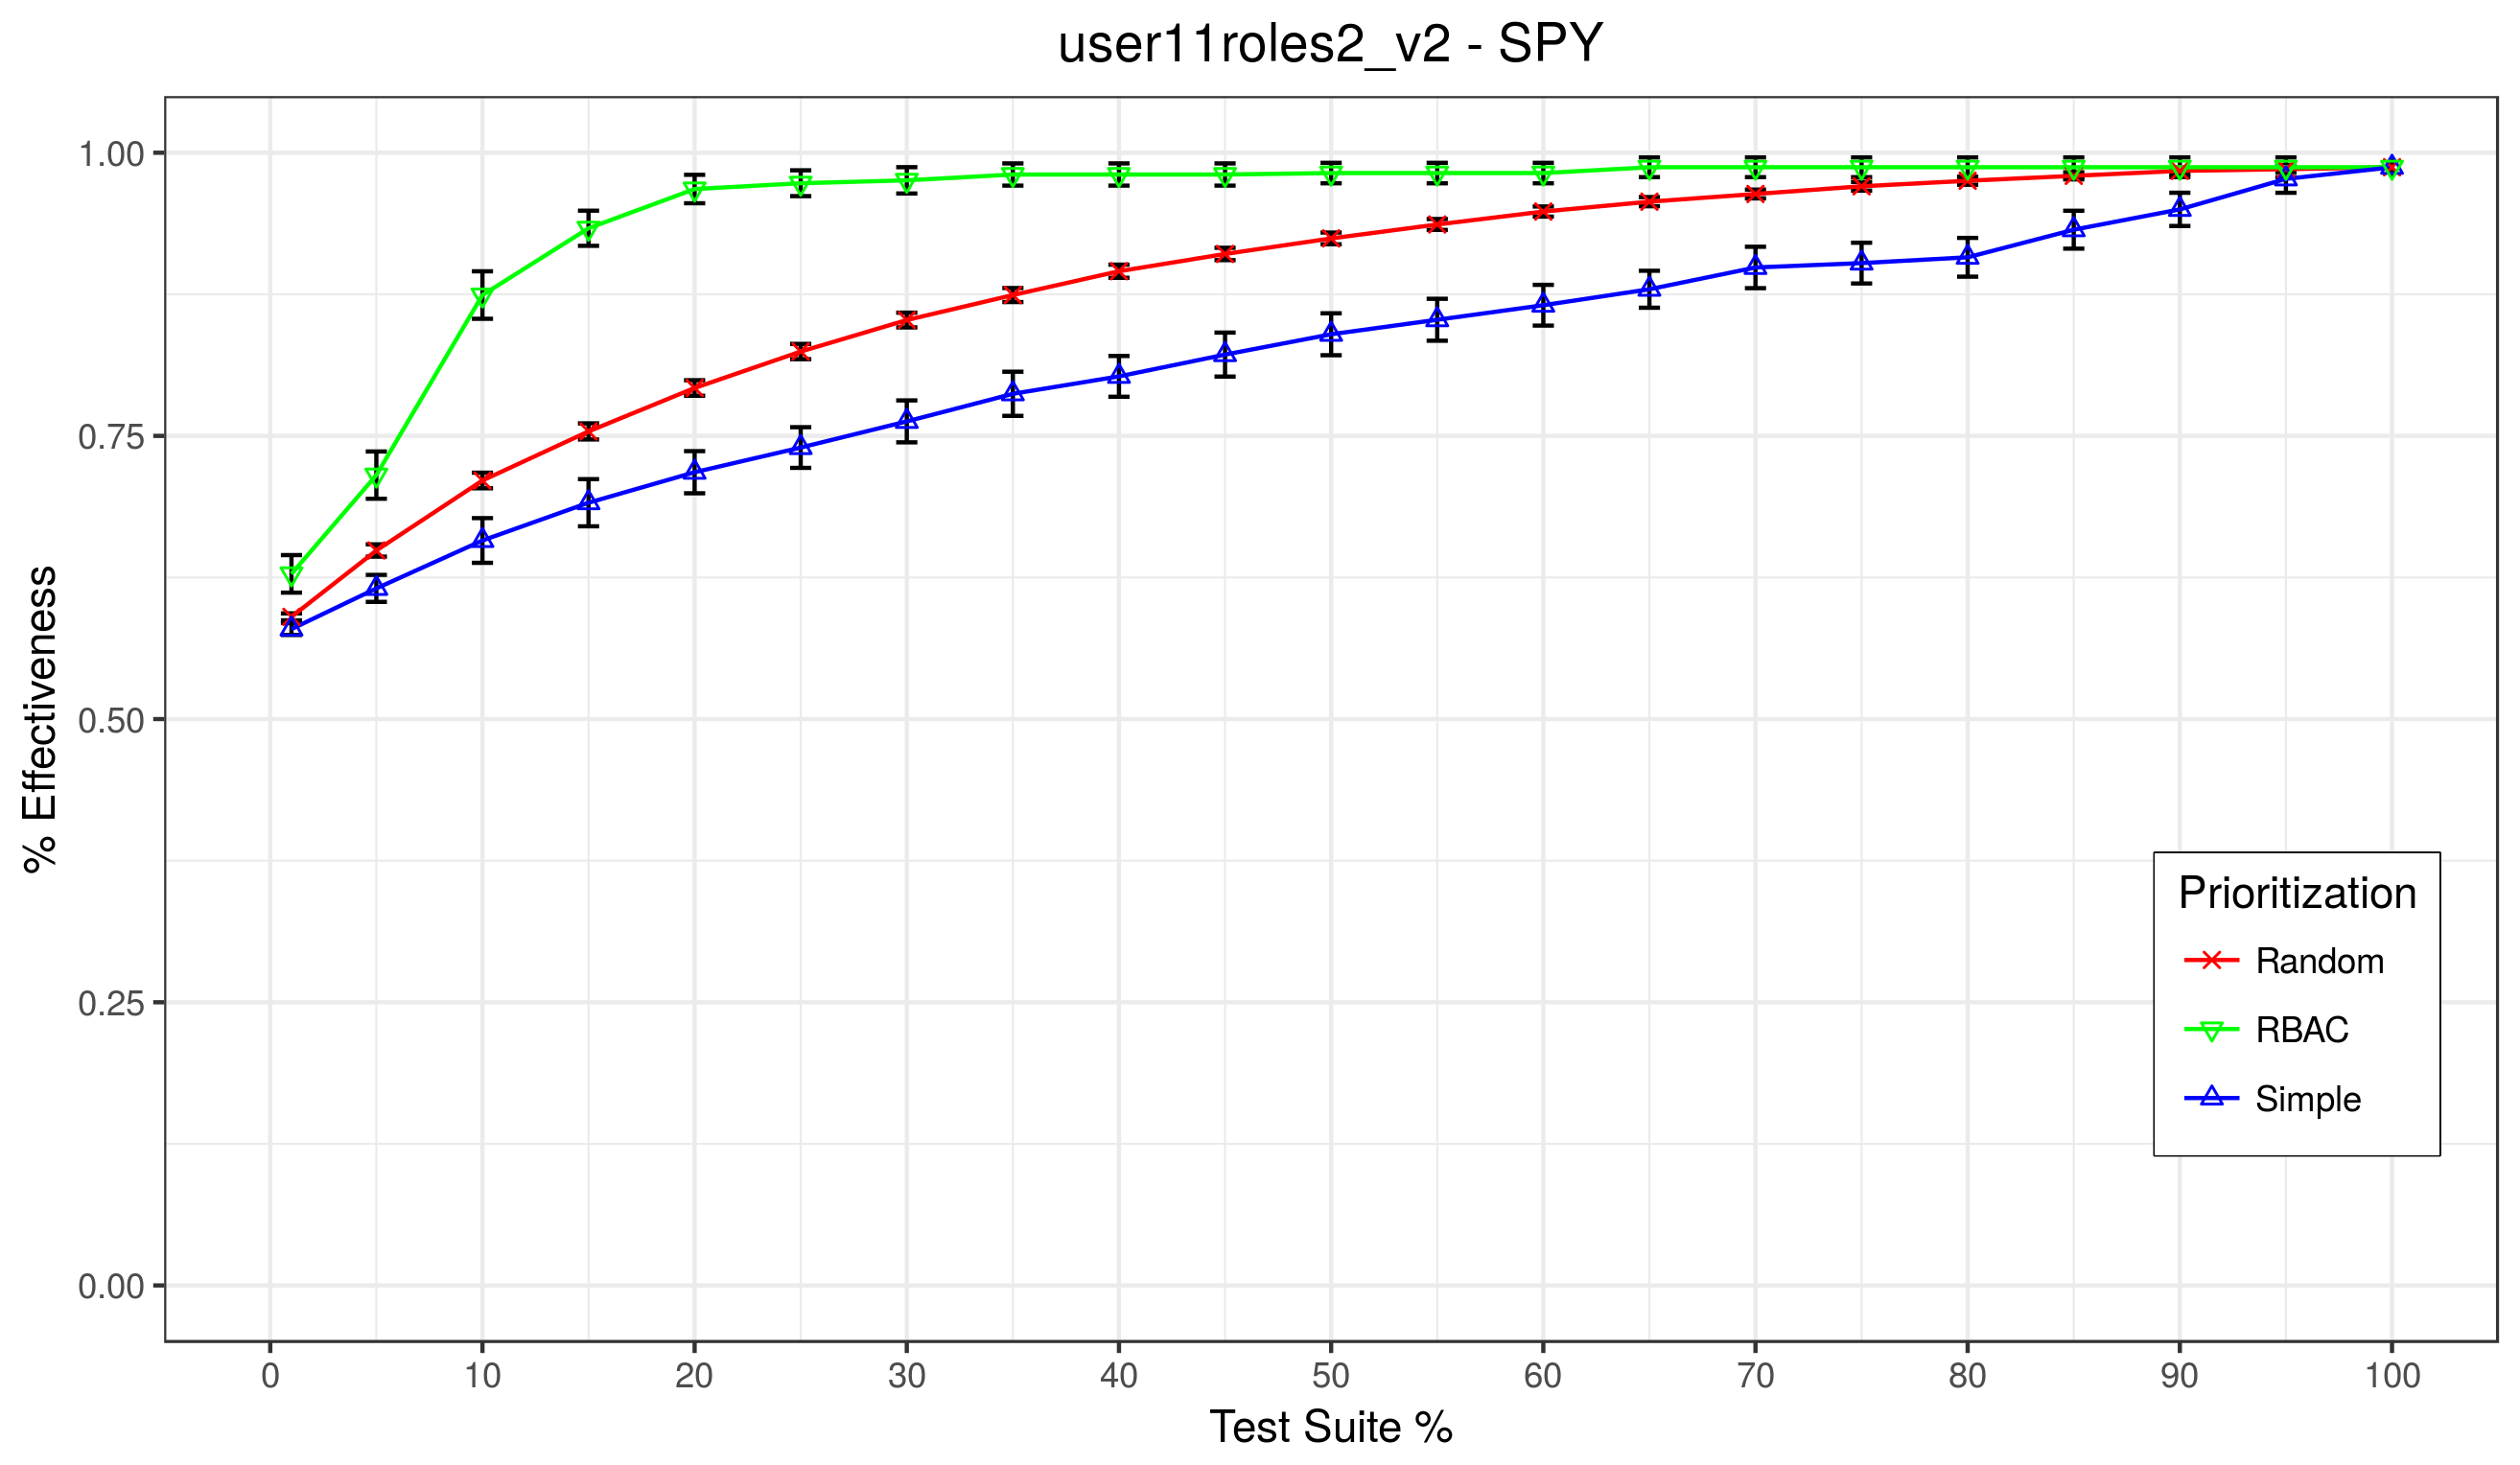 user11roles2_v2 - SPY
% Effectiveness
1.00
0.75
0.50
0.25
0.00
Prioritization
Random
RBAC
Simple
0 10 20 30 40 50 60 70 80 90 100
Test Suite %